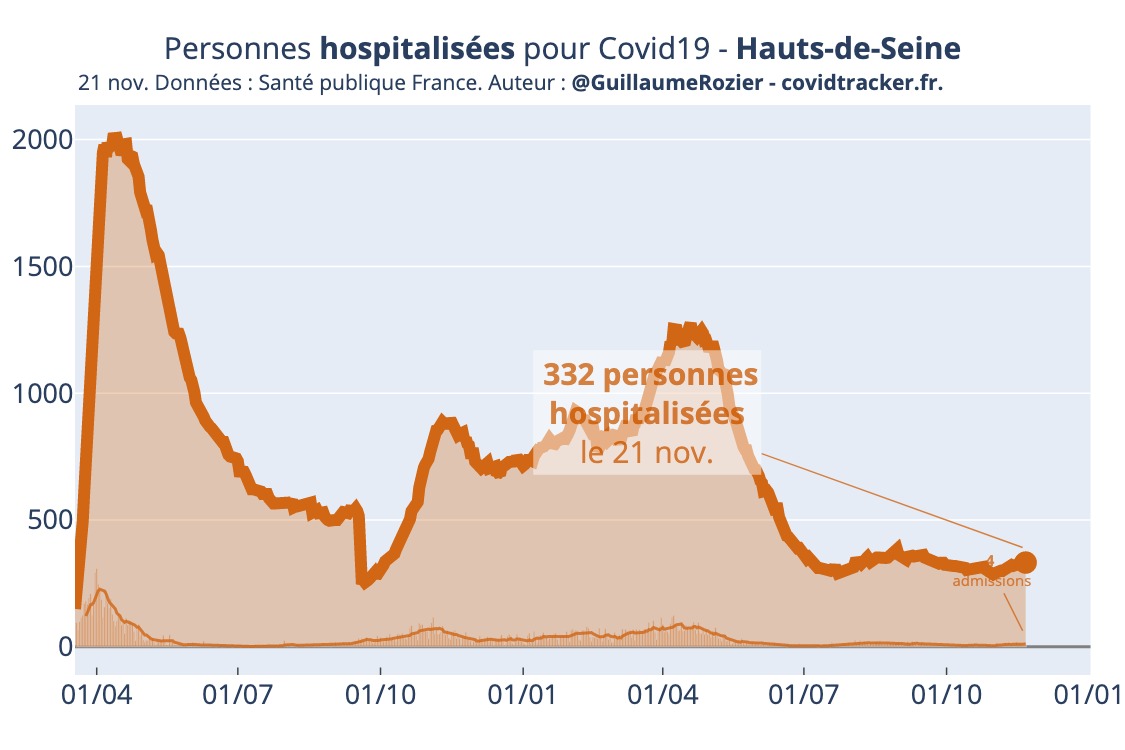 Personnes hospitalisées pour Covid19 - Hauts-de-Seine
21 nov. Données : Santé publique France. Auteur : @GuillaumeRozier - covidtracker.fr.
2000
1500
1000
500
0
332 personnes
hospitalisées
le 21 nov.
4
admissions
01/04
01/07
01/10
01/01
01/04
01/07
01/10
01/01